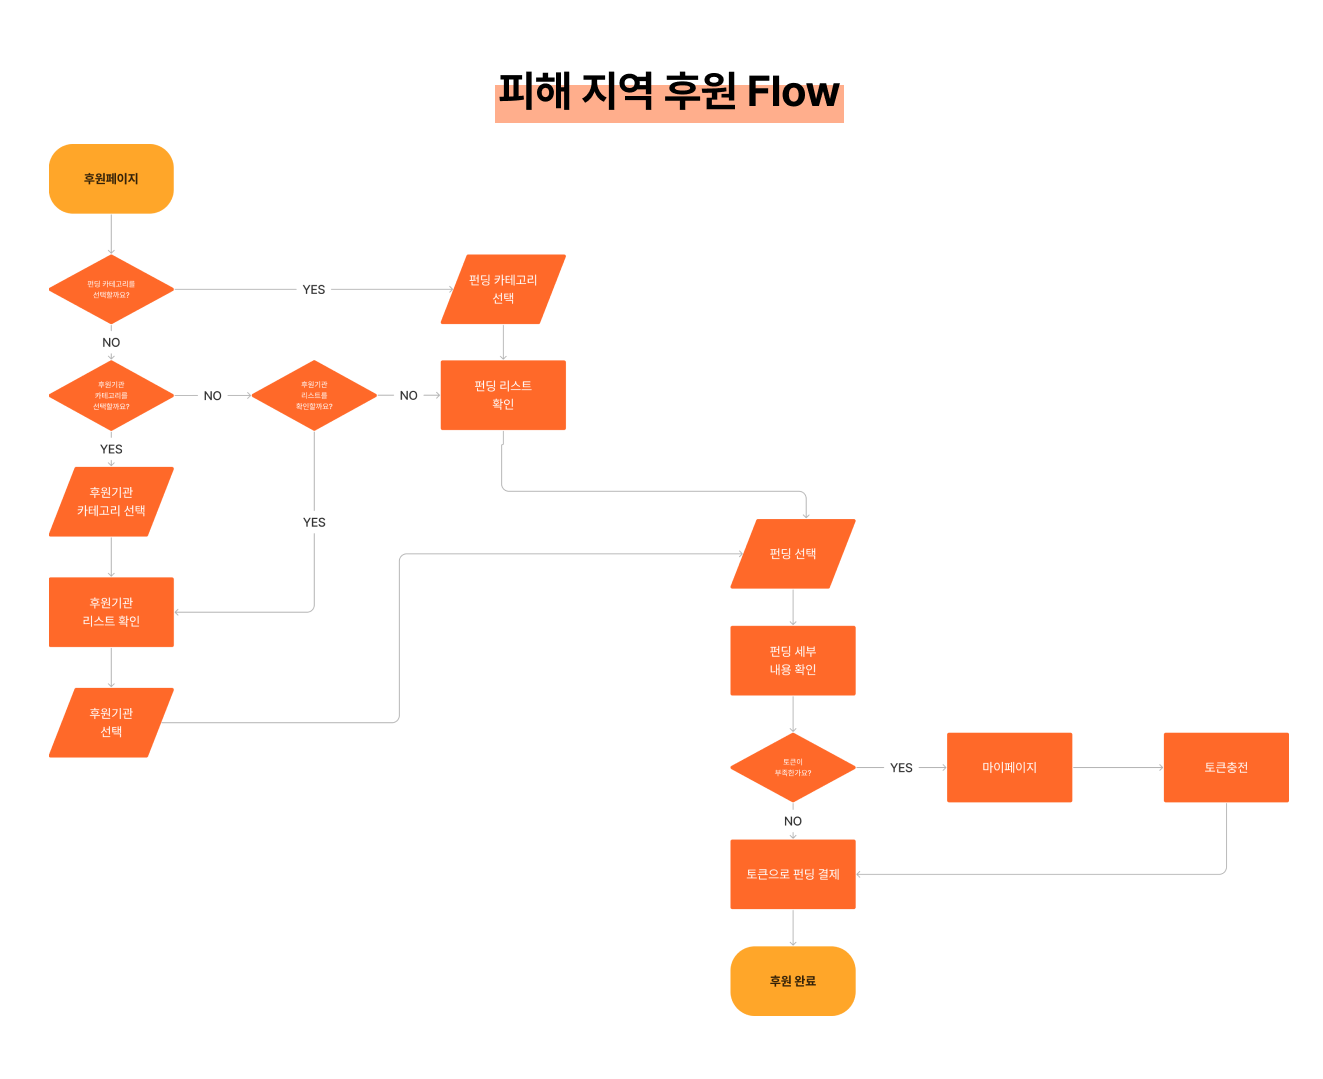 피해 지역 후원 Flow
후원페이지
펀딩 카테고리를
선택할까요?
YES
펀딩 카테고리
선택
NO
후원기관
카테고리를
선택할까요?
NO
후원기관
리스트를
확인할까요?
NO
펀딩 리스트
확인
YES
후원기관
카테고리 선택
YES
펀딩 선택
후원기관
리스트 확인
펀딩 세부
내용 확인
후원기관
선택
토큰이
부족한가요?
YES
마이페이지
토큰충전
NO
토큰으로 펀딩 결제
후원 완료